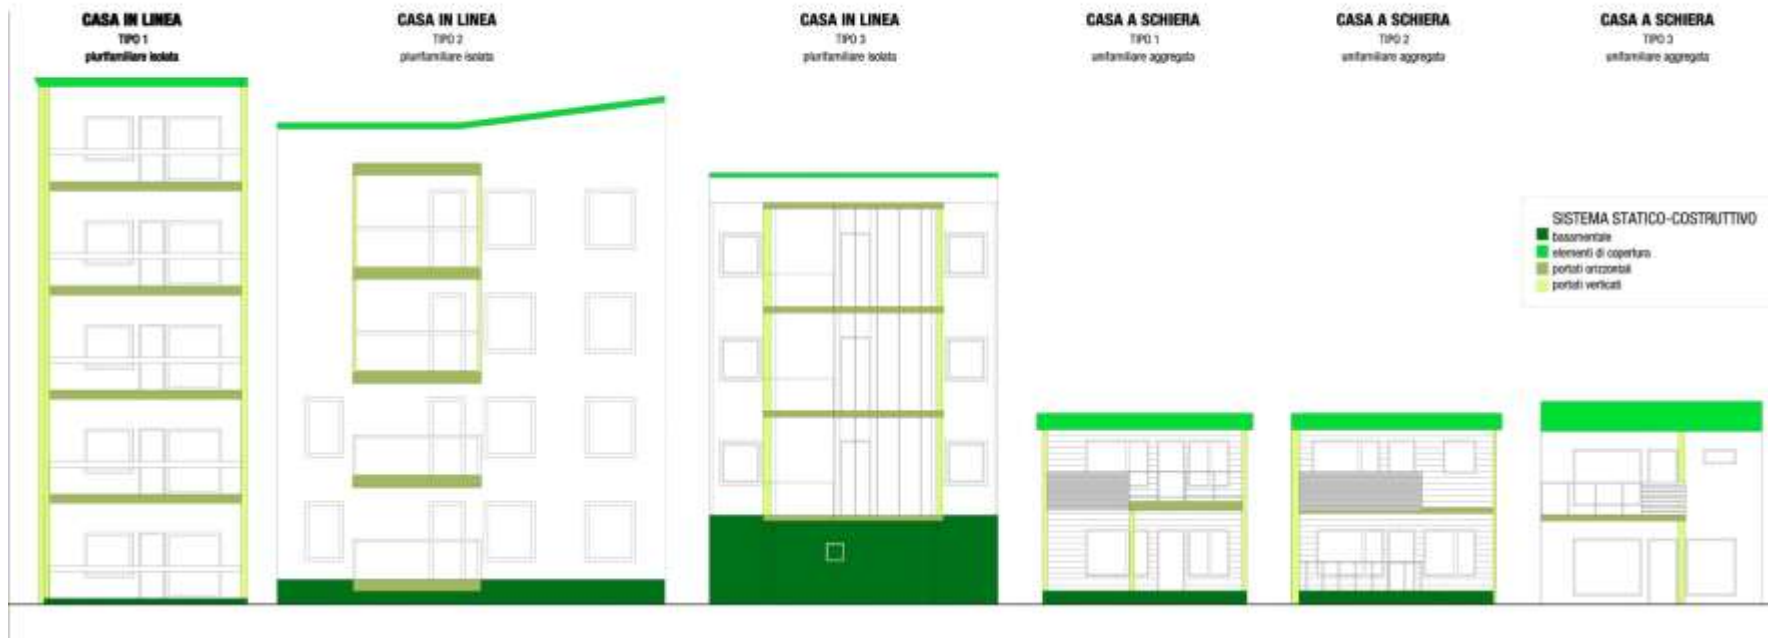 CASA IN LINEA
TIPO 1
plurifamiliare isolata
CASA IN LINEA
TIPO 2
plurifamiliare isolata
CASA IN LINEA
TIPO 3
plurifamiliare isolata
CASA A SCHIERA
TIPO 1
unifamiliare aggregata
CASA A SCHIERA
TIPO 2
unifamiliare aggregata
CASA A SCHIERA
TIPO 3
unifamiliare aggregata
SISTEMA STATICO-COSTRUTTIVO
basamentale
elementi di copertura
portati orizzontali
portati verticali